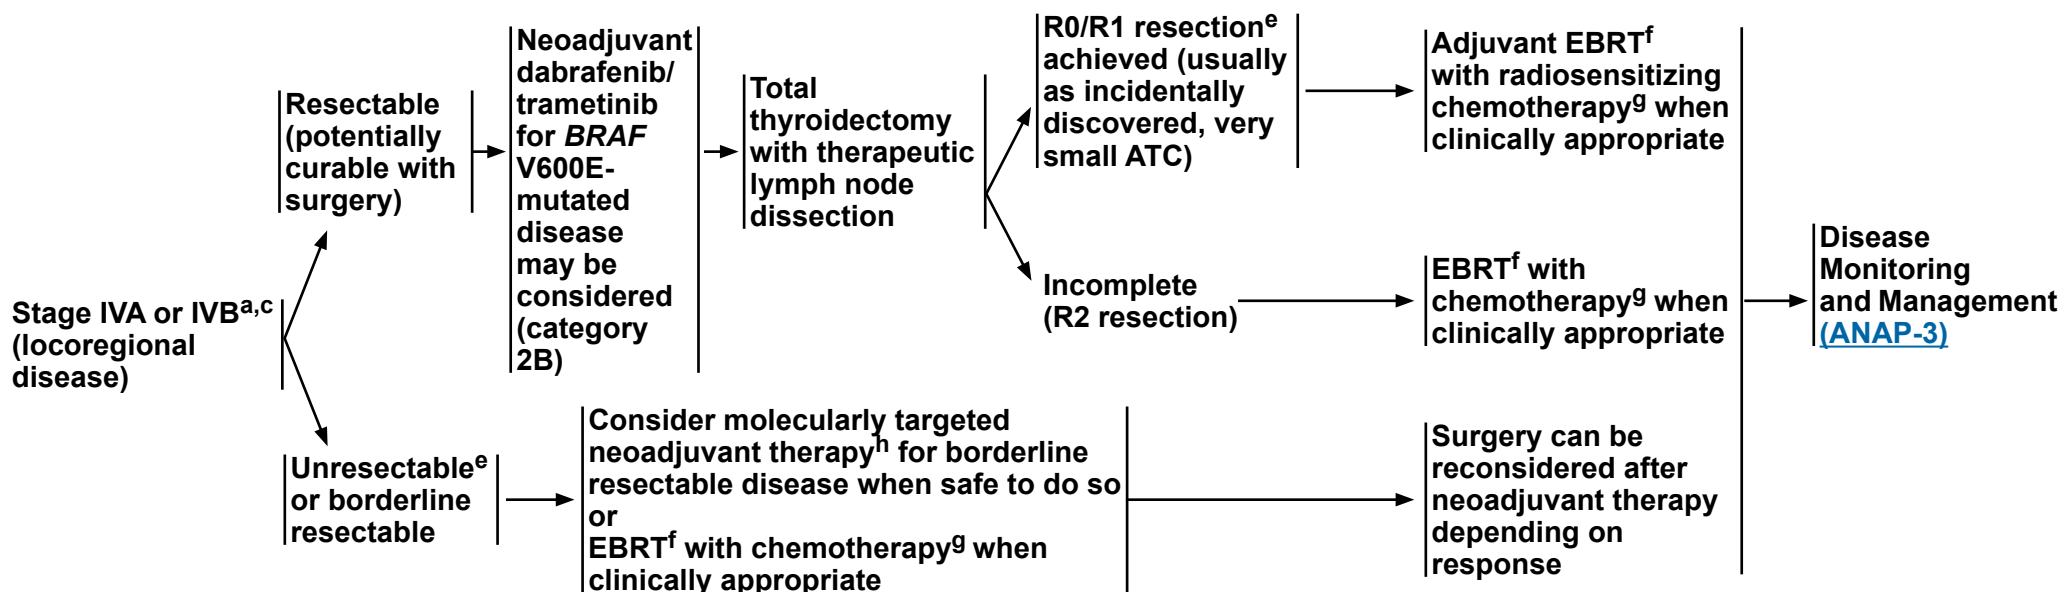 Stage IVA or IVBa,c
(locoregional
disease)
Resectable
(potentially
curable with
surgery)
Neoadjuvant
dabrafenib/
trametinib
for BRAF
V600E-
mutated
disease
may be
considered
(category
2B)
Total
thyroidectomy
with therapeutic
lymph node
dissection
R0/R1 resectione
achieved (usually
as incidentally
discovered, very
small ATC)
Adjuvant EBRTf
with radiosensitizing
chemotherapyg when
clinically appropriate
Incomplete
(R2 resection)
EBRTf with
chemotherapyg when
clinically appropriate
Unresectablee
or borderline
resectable
Consider molecularly targeted
neoadjuvant therapyh for borderline
resectable disease when safe to do so
or
EBRTf with chemotherapyg when
clinically appropriate
Surgery can be
reconsidered after
neoadjuvant therapy
depending on
response
Disease
Monitoring
and Management
(ANAP-3)